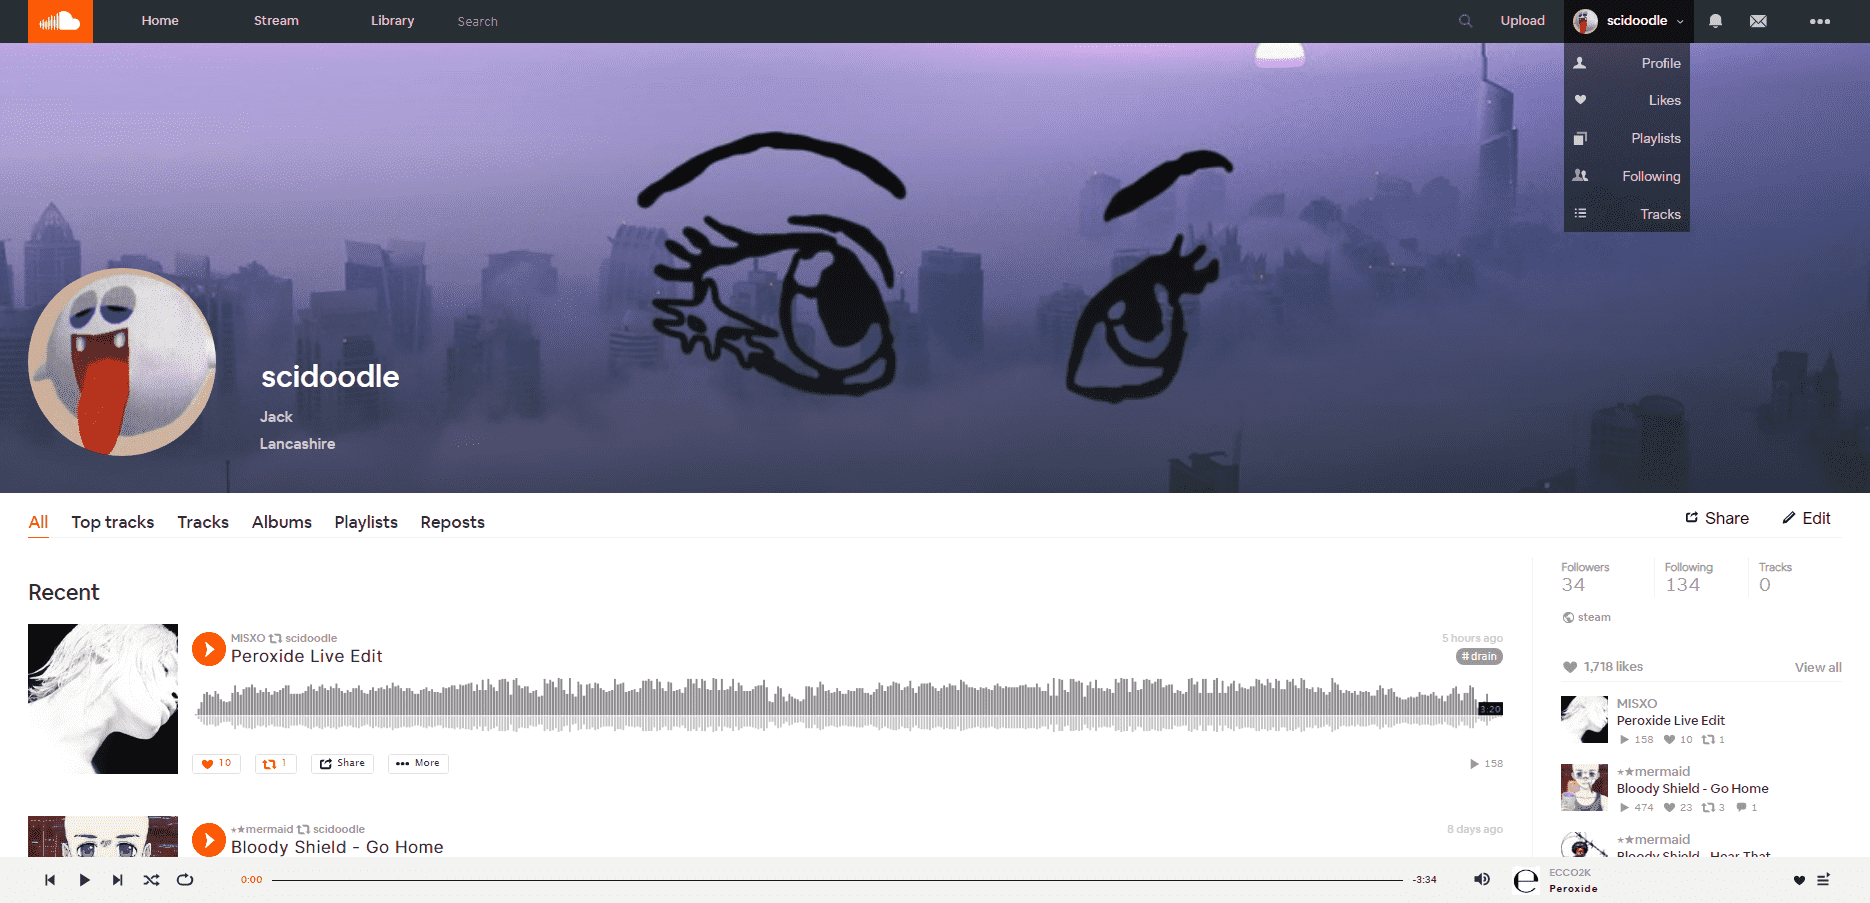 Home
Stream
Library
Search
Upload
scidoodle
Profile
Likes
Playlists
Following
Tracks
scidoodle
Jack
Lancashire
All
Top tracks
Tracks
Albums
Playlists
Reposts
Share
Edit
Recent
MISXO scidoodle
Peroxide Live Edit
5 hours ago
# drain
3:20
10
1
Share
More
158
⋆★mermaid scidoodle
Bloody Shield - Go Home
8 days ago
Followers
34
Following
134
Tracks
0
steam
1,718 likes
View all
MISXO
Peroxide Live Edit
158 10 1
⋆★mermaid
Bloody Shield - Go Home
474 23 3 1
⋆★mermaid
Bloody Shield - Hear That
0:00
-3:34
ECCO2K
Peroxide